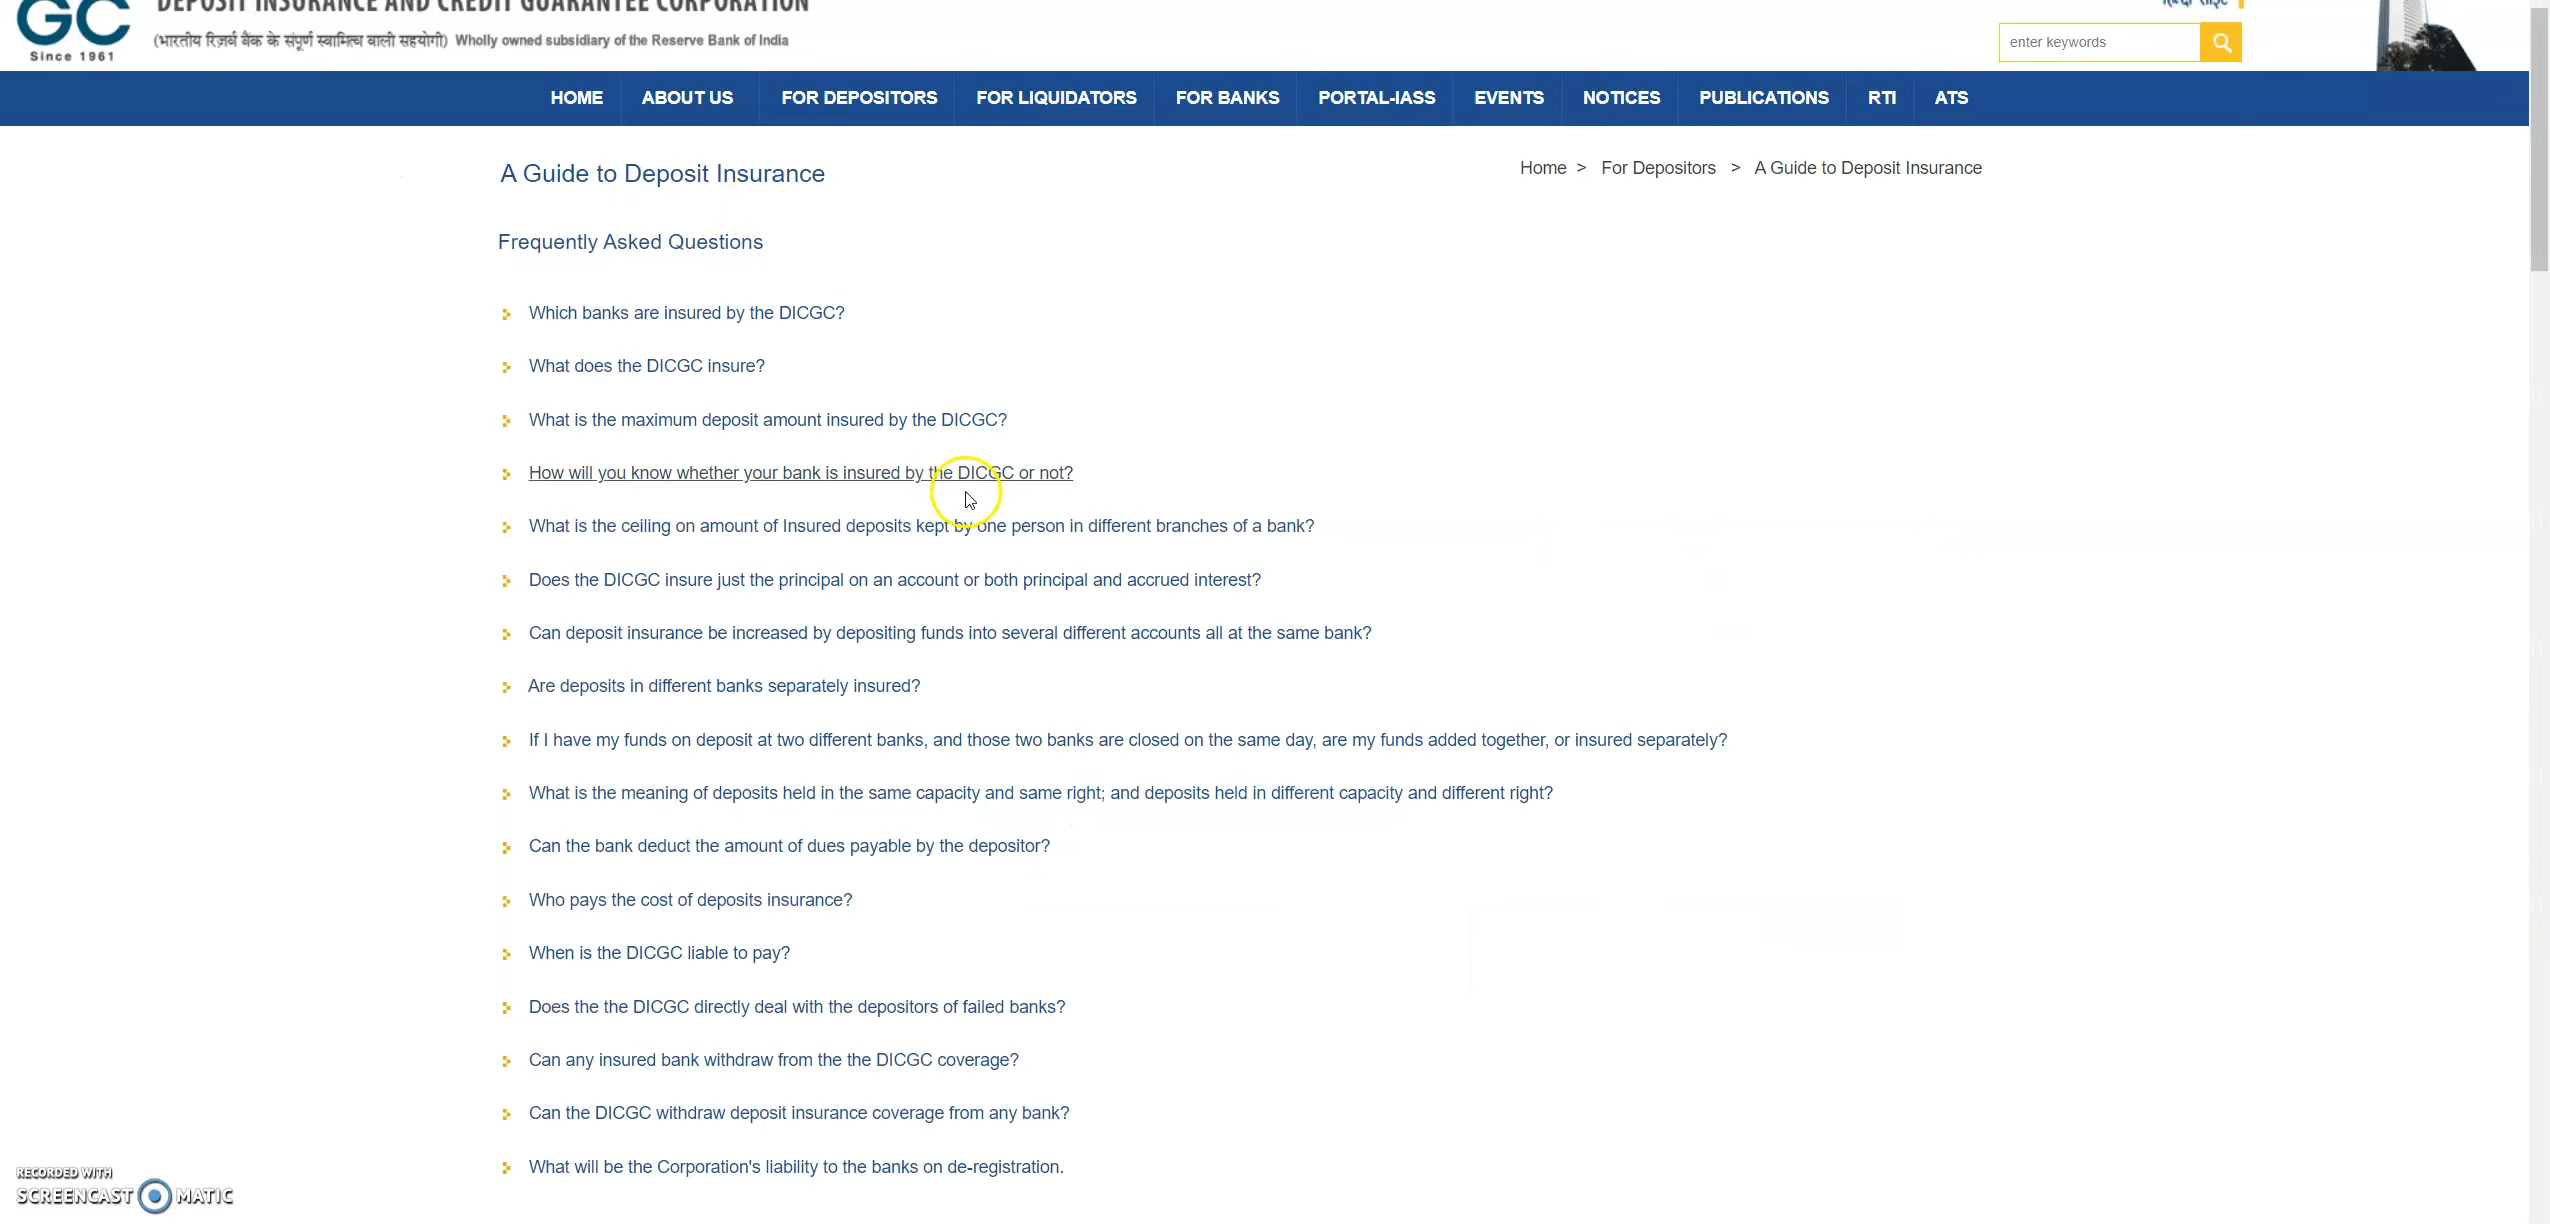 DEPOSIT INSURANCE AND CREDIT GUARANTEE CORPORATION
हिन्दी साइट
GC
Since 1961
(भारतीय रिज़र्व बैंक के संपूर्ण स्वामित्व वाली सहयोगी) Wholly owned subsidiary of the Reserve Bank of India
enter keywords
HOME ABOUT US FOR DEPOSITORS FOR LIQUIDATORS FOR BANKS PORTAL-IASS EVENTS NOTICES PUBLICATIONS RTI ATS
A Guide to Deposit Insurance
Home > For Depositors > A Guide to Deposit Insurance
Frequently Asked Questions
Which banks are insured by the DICGC?
What does the DICGC insure?
What is the maximum deposit amount insured by the DICGC?
How will you know whether your bank is insured by the DICGC or not?
What is the ceiling on amount of Insured deposits kept by one person in different branches of a bank?
Does the DICGC insure just the principal on an account or both principal and accrued interest?
Can deposit insurance be increased by depositing funds into several different accounts all at the same bank?
Are deposits in different banks separately insured?
If I have my funds on deposit at two different banks, and those two banks are closed on the same day, are my funds added together, or insured separately?
What is the meaning of deposits held in the same capacity and same right; and deposits held in different capacity and different right?
Can the bank deduct the amount of dues payable by the depositor?
Who pays the cost of deposits insurance?
When is the DICGC liable to pay?
Does the the DICGC directly deal with the depositors of failed banks?
Can any insured bank withdraw from the the DICGC coverage?
Can the DICGC withdraw deposit insurance coverage from any bank?
What will be the Corporation's liability to the banks on de-registration.
RECORDED WITH
SCREENCAST MATIC